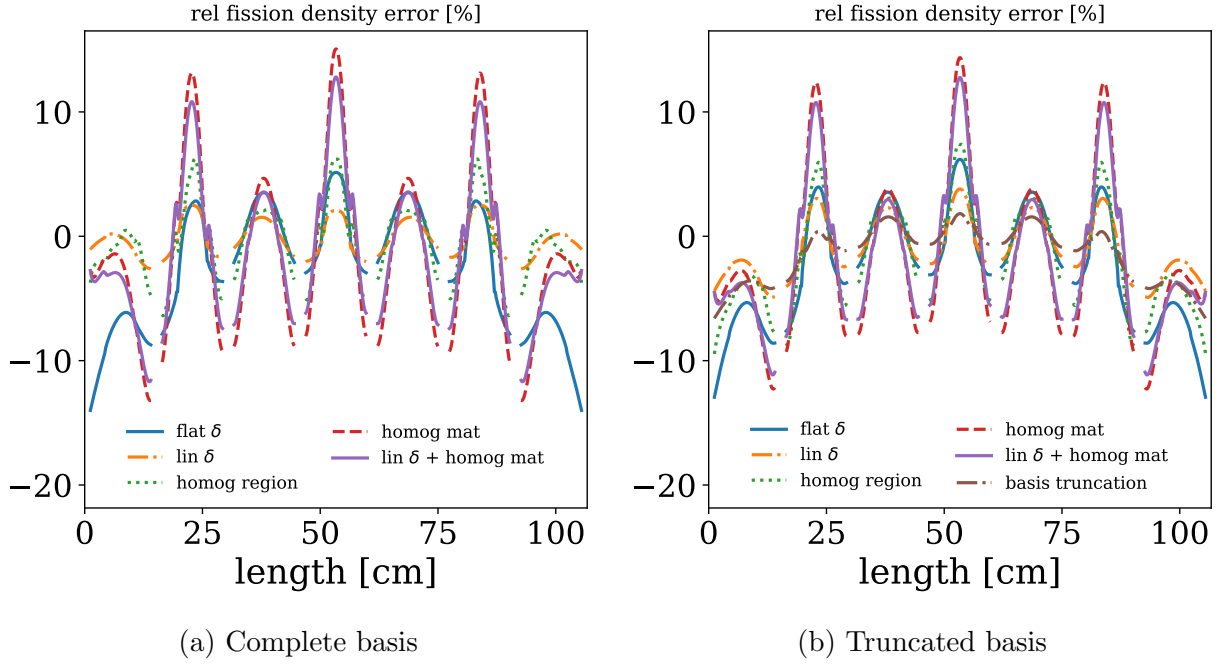 rel fission density error [%]
10
0
−10
−20
0 25 50 75 100
length [cm]
flat δ
lin δ
homog region
homog mat
lin δ + homog mat
(a) Complete basis
rel fission density error [%]
10
0
−10
−20
0 25 50 75 100
length [cm]
flat δ
lin δ
homog region
homog mat
lin δ + homog mat
basis truncation
(b) Truncated basis